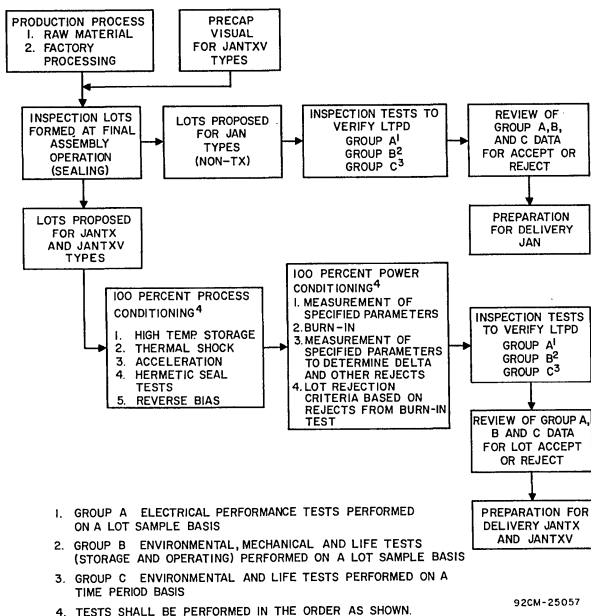 PRODUCTION PROCESS
1. RAW MATERIAL
2. FACTORY
PROCESSING
PRECAP
VISUAL
FOR JANTXV
TYPES
INSPECTION LOTS
FORMED AT FINAL
ASSEMBLY
OPERATION
(SEALING)
LOTS PROPOSED
FOR JAN
TYPES
(NON-TX)
INSPECTION TESTS TO
VERIFY LTPD
GROUP A1
GROUP B2
GROUP C3
REVIEW OF
GROUP A,B,
AND C DATA
FOR ACCEPT OR
REJECT
PREPARATION
FOR DELIVERY
JAN
LOTS PROPOSED
FOR JANTX
AND JANTXV
TYPES
100 PERCENT PROCESS
CONDITIONING4
1. HIGH TEMP. STORAGE
2. THERMAL SHOCK
3. ACCELERATION
4. HERMETIC SEAL
TESTS
5. REVERSE BIAS
100 PERCENT POWER
CONDITIONING4
1. MEASUREMENT OF
SPECIFIED PARAMETERS
2. BURN-IN
3. MEASUREMENT OF
SPECIFIED PARAMETERS
TO DETERMINE DELTA
AND OTHER REJECTS
4. LOT REJECTION
CRITERIA BASED ON
REJECTS FROM BURN-IN
TEST
INSPECTION TESTS
TO VERIFY LTPD
GROUP A1
GROUP B2
GROUP C3
REVIEW OF GROUP A,
B AND C DATA
FOR LOT ACCEPT
OR REJECT
PREPARATION FOR
DELIVERY JANTX
AND JANTXV
1. GROUP A ELECTRICAL PERFORMANCE TESTS PERFORMED
ON A LOT SAMPLE BASIS
2. GROUP B ENVIRONMENTAL, MECHANICAL AND LIFE TESTS
(STORAGE AND OPERATING) PERFORMED ON A LOT SAMPLE BASIS
3. GROUP C ENVIRONMENTAL AND LIFE TESTS PERFORMED ON A
TIME PERIOD BASIS
4. TESTS SHALL BE PERFORMED IN THE ORDER AS SHOWN.
92CM-25057